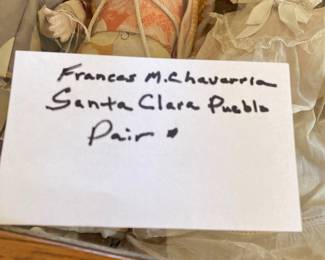 Frances M. Chavarria
Santa Clara Pueblo
Pair